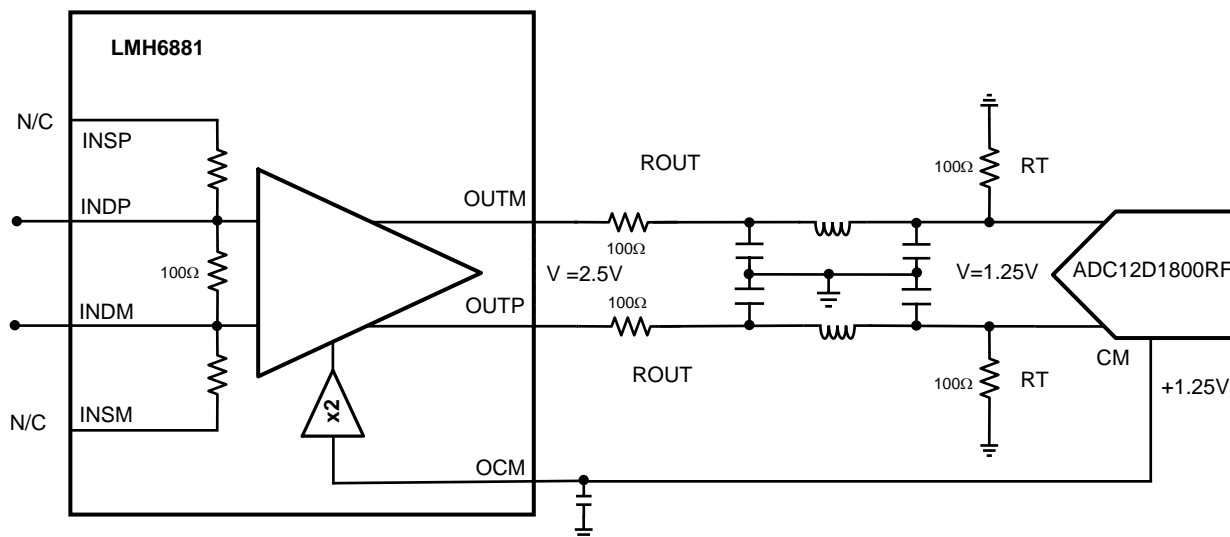 LMH6881
N/C
INSP
INDP
100Ω
INDM
N/C
INSM
x2
OUTM
V =2.5V
OUTP
OCM
ROUT
100Ω
100Ω
ROUT
100Ω
RT
V=1.25V
ADC12D1800RF
100Ω
RT
CM
+1.25V